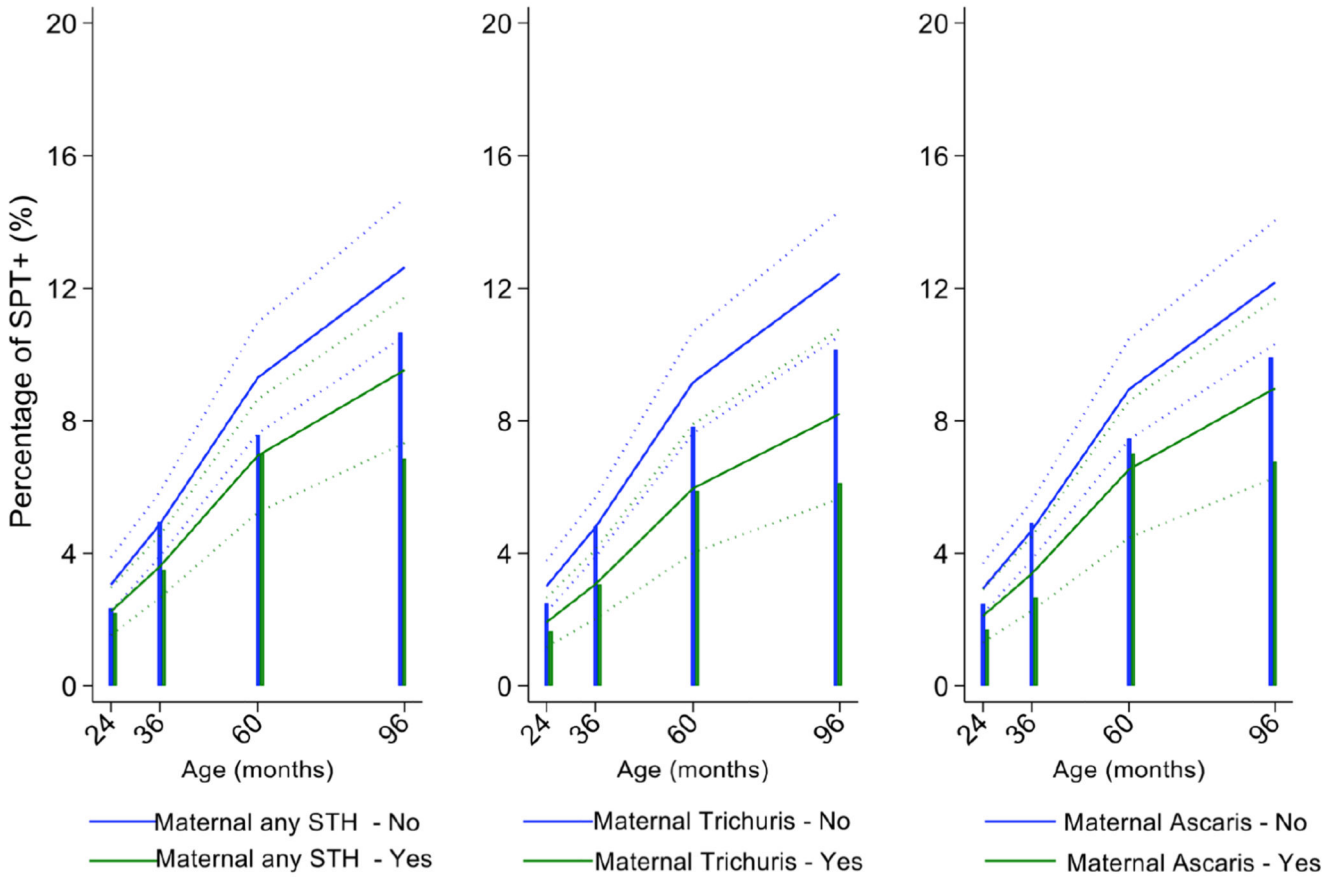 Percentage of SPT+ (%)
20
16
12
8
4
0
24 36 60 96
Age (months)
Maternal any STH - No
Maternal any STH - Yes
20
16
12
8
4
0
24 36 60 96
Age (months)
Maternal Trichuris - No
Maternal Trichuris - Yes
20
16
12
8
4
0
24 36 60 96
Age (months)
Maternal Ascaris - No
Maternal Ascaris - Yes